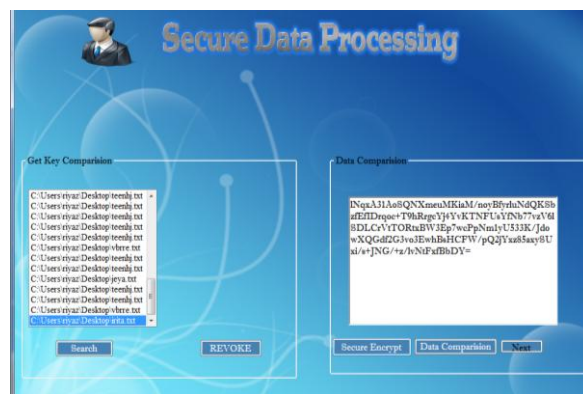 Secure Data Processing
Get Key Comparision
Data Comparision
C:\Users\riyaz\Desktop\teenhj.txt
C:\Users\riyaz\Desktop\teenhj.txt
C:\Users\riyaz\Desktop\teenhj.txt
C:\Users\riyaz\Desktop\teenhj.txt
C:\Users\riyaz\Desktop\teenhj.txt
C:\Users\riyaz\Desktop\vbrre.txt
C:\Users\riyaz\Desktop\teenhj.txt
C:\Users\riyaz\Desktop\teenhj.txt
C:\Users\riyaz\Desktop\jeya.txt
C:\Users\riyaz\Desktop\teenhj.txt
C:\Users\riyaz\Desktop\teenhj.txt
C:\Users\riyaz\Desktop\vbrre.txt
C:\Users\riyaz\Desktop\irita.txt
Search
REVOKE
Secure Encrypt
Data Comparision
Next